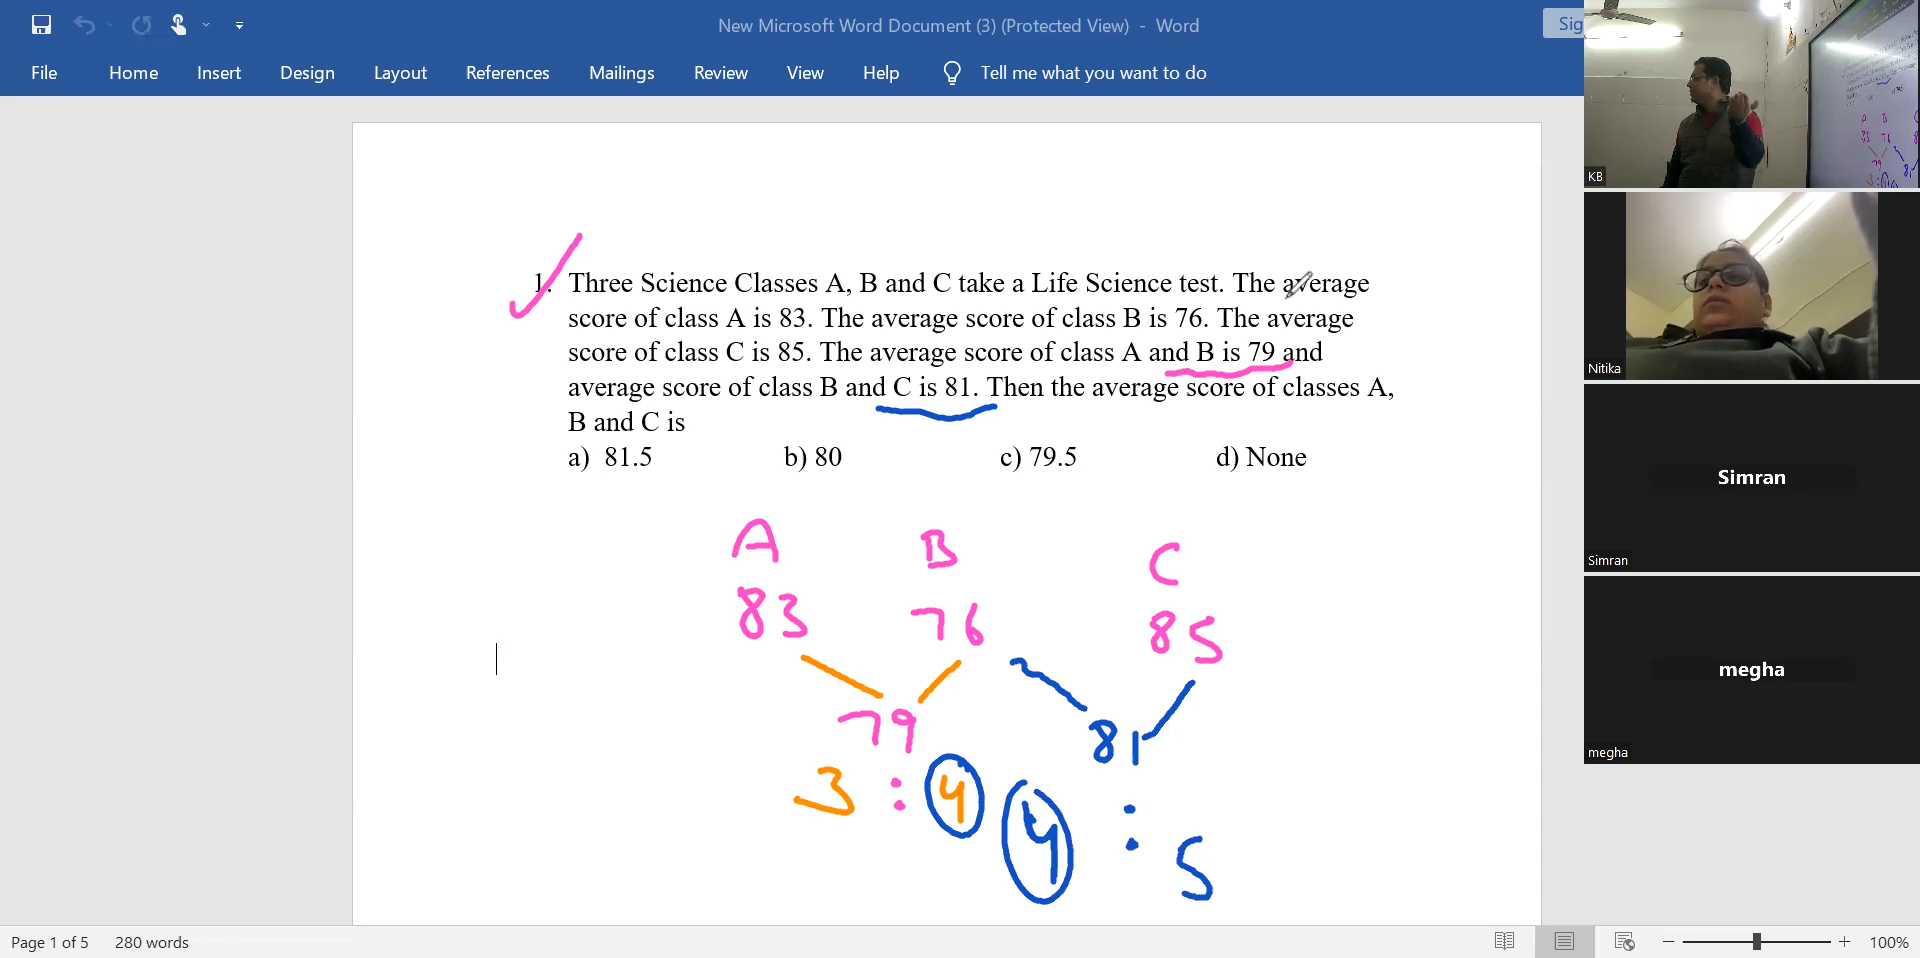 New Microsoft Word Document (3) (Protected View) - Word
Sig
File Home Insert Design Layout References Mailings Review View Help Tell me what you want to do
1. Three Science Classes A, B and C take a Life Science test. The average
score of class A is 83. The average score of class B is 76. The average
score of class C is 85. The average score of class A and B is 79 and
average score of class B and C is 81. Then the average score of classes A,
B and C is
a) 81.5 b) 80 c) 79.5 d) None
A B C
83 76 85
79 81
3 : 4 4 : 5
KB
Nitika
Simran
Simran
megha
megha
Page 1 of 5 280 words
100%